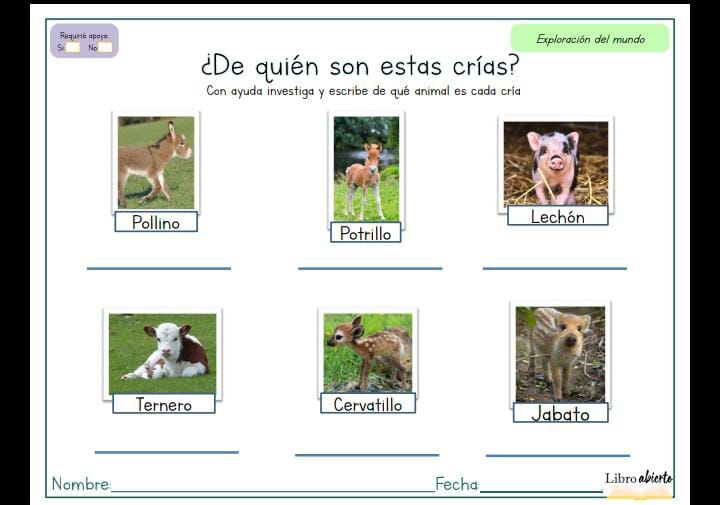 Requirió apoyo
Si No
Exploración del mundo
¿De quién son estas crías?
Con ayuda investiga y escribe de qué animal es cada cría
Pollino
Potrillo
Lechón
Ternero
Cervatillo
Jabato
Nombre: Fecha:
Libro abierto